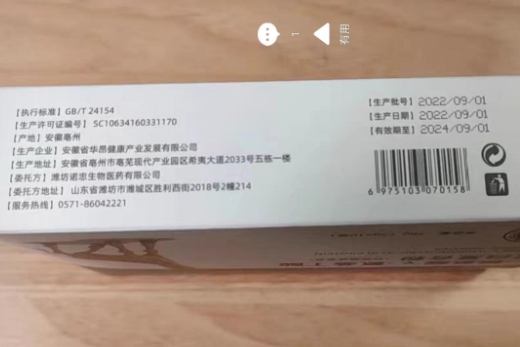 1
有用
【执行标准】GB/T 24154
【生产许可证编号】SC10634160331170
【产地】安徽亳州
【生产企业】安徽省华昂健康产业发展有限公司
【生产地址】安徽省亳州市亳芜现代产业园区希夷大道2033号五栋一楼
【委托方】潍坊诺忠生物医药有限公司
【委托方地址】山东省潍坊市潍城区胜利西街2018号2幢214
【服务热线】0571-86042221
【生产批号】2022/09/01
【生产日期】2022/09/01
【有效期至】2024/09/01
6 975103 070158